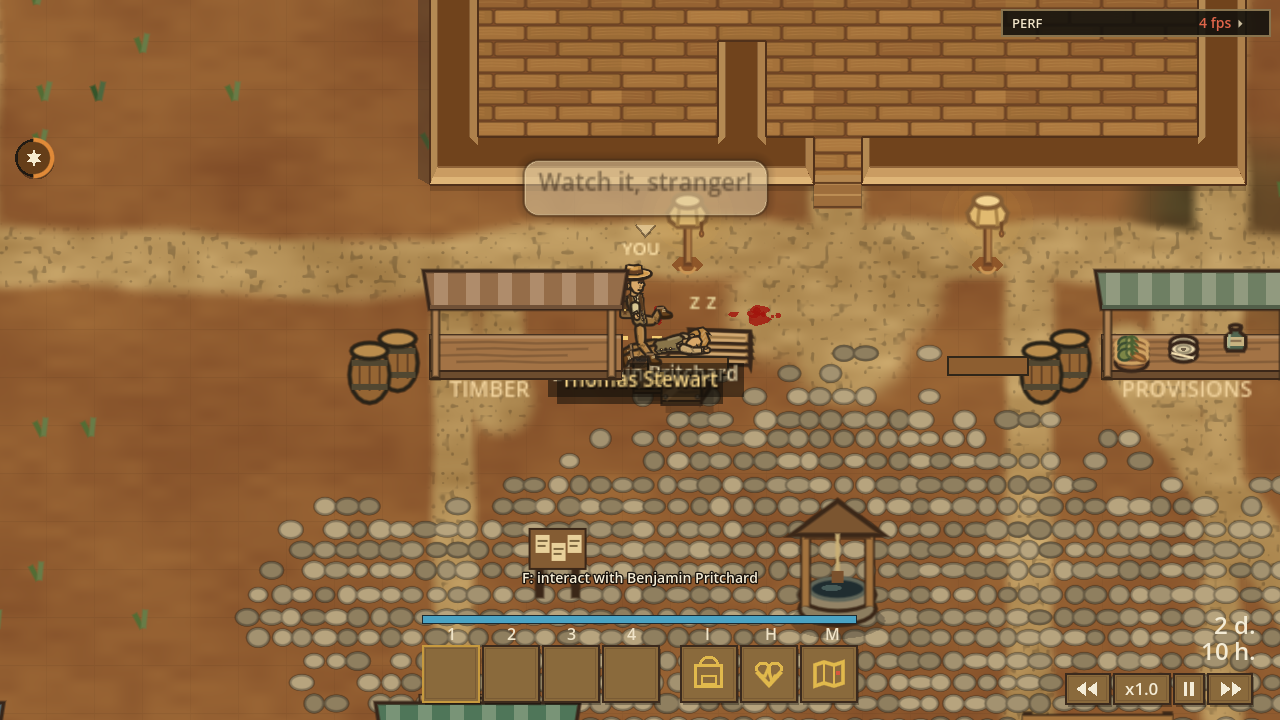 PERF
4 fps
Watch it, stranger!
YOU
z z
Thomas Stewart
Pritchard
TIMBER
PROVISIONS
F: interact with Benjamin Pritchard
1 2 3 4 I H M
2 d.
10 h.
x1.0